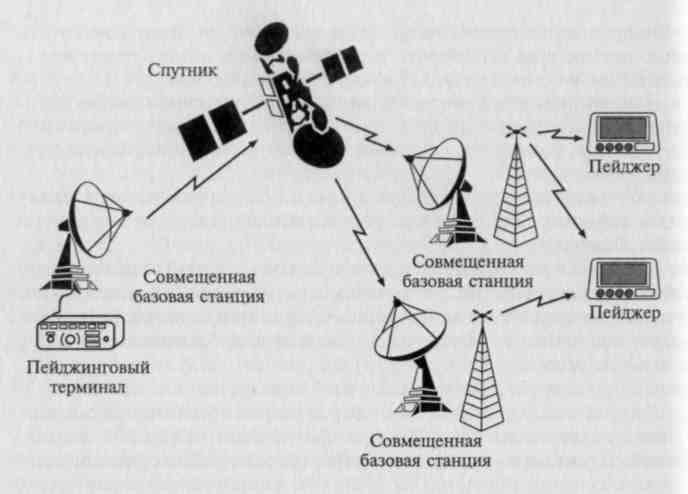 Спутник
Пейджер
Совмещенная
базовая станция
Совмещенная
базовая станция
Пейджер
Пейджинговый
терминал
Совмещенная
базовая станция